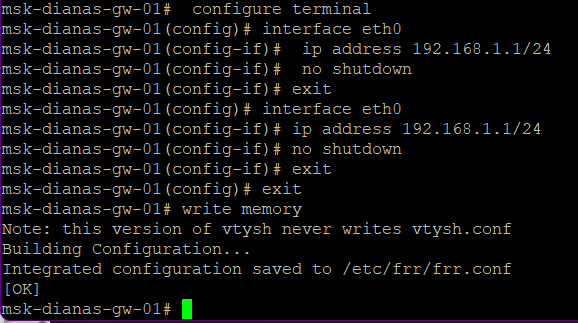 msk-dianas-gw-01#  configure terminal
msk-dianas-gw-01(config)# interface eth0
msk-dianas-gw-01(config-if)#  ip address 192.168.1.1/24
msk-dianas-gw-01(config-if)#  no shutdown
msk-dianas-gw-01(config-if)# exit
msk-dianas-gw-01(config)# interface eth0
msk-dianas-gw-01(config-if)# ip address 192.168.1.1/24
msk-dianas-gw-01(config-if)# no shutdown
msk-dianas-gw-01(config-if)# exit
msk-dianas-gw-01(config)# exit
msk-dianas-gw-01# write memory
Note: this version of vtysh never writes vtysh.conf
Building Configuration...
Integrated configuration saved to /etc/frr/frr.conf
[OK]
msk-dianas-gw-01#